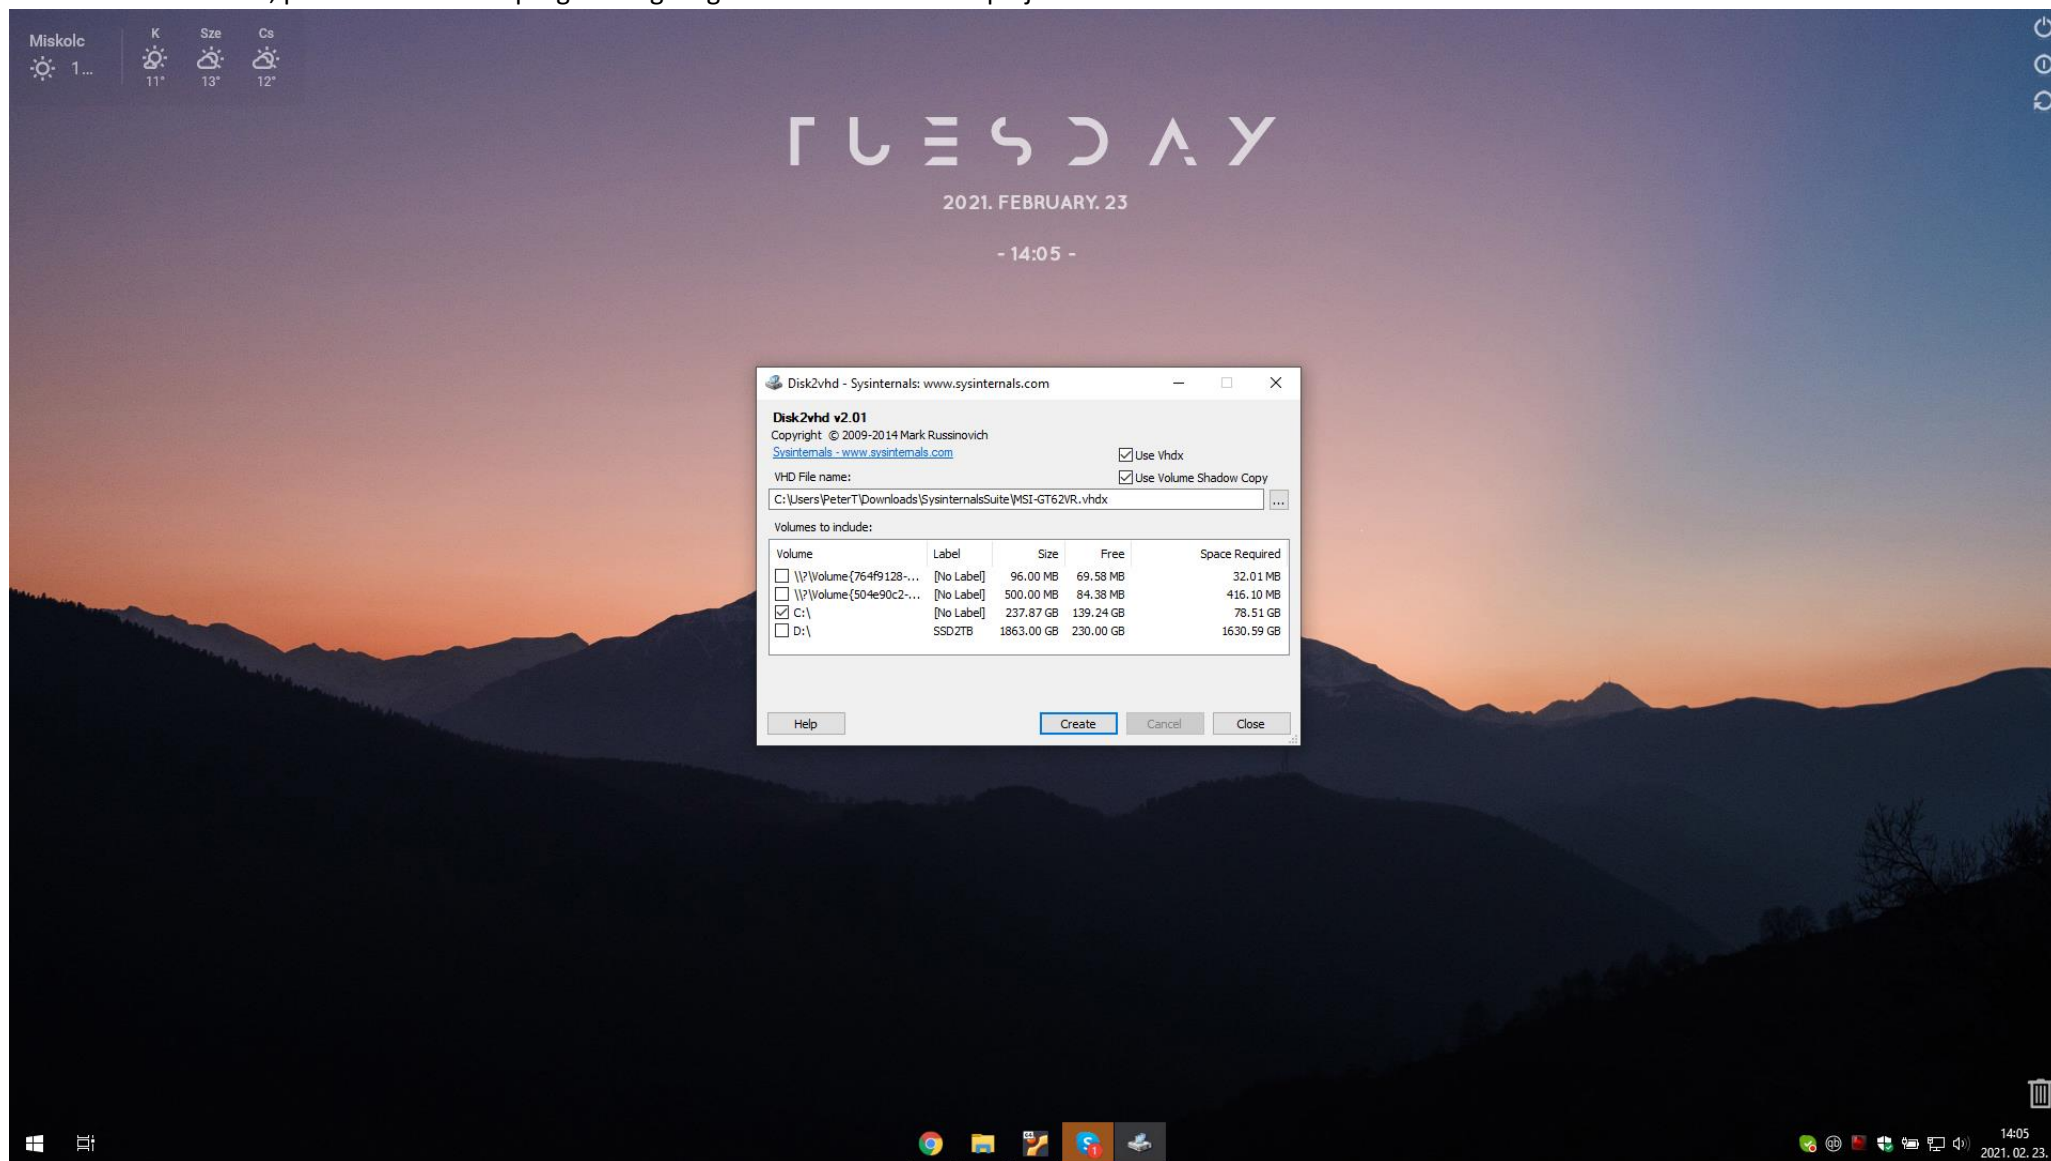 Miskolc
K Sze Cs
1...
11° 13° 12°
TUESDAY
2021. FEBRUARY. 23
- 14:05 -
Disk2vhd - Sysinternals: www.sysinternals.com
Disk2vhd v2.01
Copyright © 2009-2014 Mark Russinovich
Sysinternals - www.sysinternals.com
Use Vhdx
VHD File name:
Use Volume Shadow Copy
C:\Users\PeterT\Downloads\SysinternalsSuite\MSI-GT62VR.vhdx
...
Volumes to include:
Volume Label Size Free Space Required
\\?\Volume{764f9128-... [No Label] 96.00 MB 69.58 MB 32.01 MB
\\?\Volume{504e90c2-... [No Label] 500.00 MB 84.38 MB 416.10 MB
C:\ [No Label] 237.87 GB 139.24 GB 78.51 GB
D:\ SSD2TB 1863.00 GB 230.00 GB 1630.59 GB
Help Create Cancel Close
14:05
2021. 02. 23.